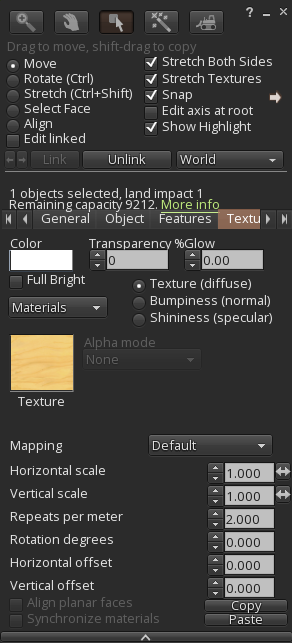 ?
Drag to move, shift-drag to copy
Move
Rotate (Ctrl)
Stretch (Ctrl+Shift)
Select Face
Align
Edit linked
Stretch Both Sides
Stretch Textures
Snap
Edit axis at root
Show Highlight
Link Unlink World
1 objects selected, land impact 1
Remaining capacity 9212. More info
General Object Features Textu
Color Transparency % Glow
0 0.00
Full Bright
Texture (diffuse)
Materials
Bumpiness (normal)
Shininess (specular)
Alpha mode
None
Texture
Mapping Default
Horizontal scale 1.000
Vertical scale 1.000
Repeats per meter 2.000
Rotation degrees 0.000
Horizontal offset 0.000
Vertical offset 0.000
Align planar faces Copy
Synchronize materials Paste